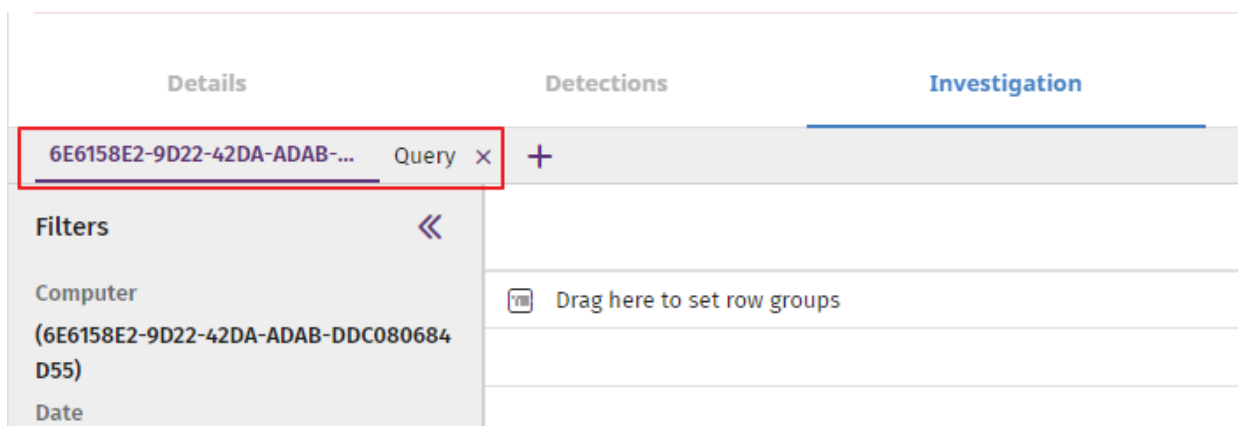 Details Detections Investigation
6E6158E2-9D22-42DA-ADAB-... Query × +
Filters
Computer
(6E6158E2-9D22-42DA-ADAB-DDC080684
D55)
Date
Drag here to set row groups